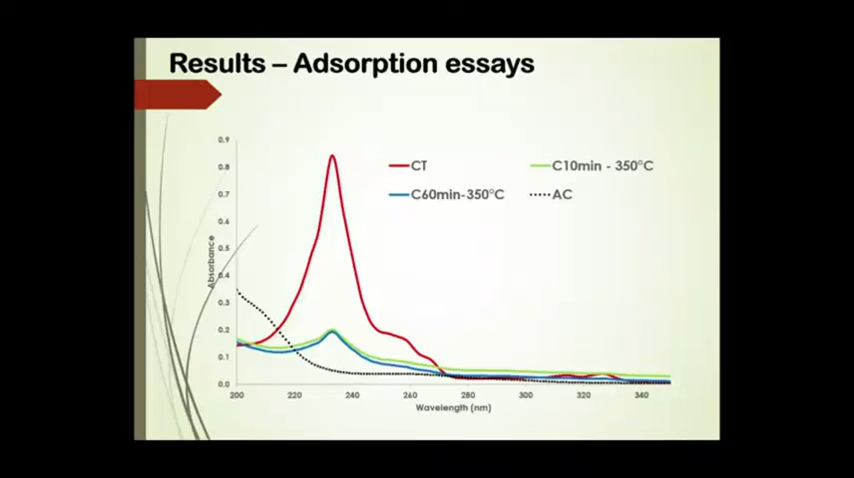 Results – Adsorption essays
0.9
0.8
0.7
0.6
0.5
0.4
0.3
0.2
0.1
0.0
Absorbance
CT
C10min - 350°C
C60min-350°C
AC
200 220 240 260 280 300 320 340
Wavelength (nm)